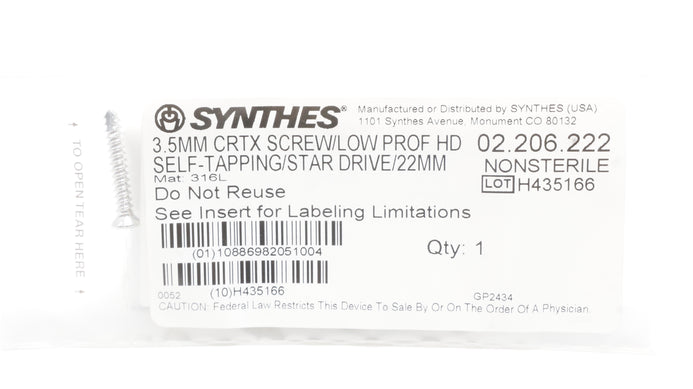 TO OPEN TEAR HERE
SYNTHES®
Manufactured or Distributed by SYNTHES (USA)
1101 Synthes Avenue, Monument CO 80132
3.5MM CRTX SCREW/LOW PROF HD
SELF-TAPPING/STAR DRIVE/22MM
02.206.222
NONSTERILE
LOT H435166
Mat: 316L
Do Not Reuse
See Insert for Labeling Limitations
(01)10886982051004
Qty: 1
(10)H435166
0052
GP2434
CAUTION: Federal Law Restricts This Device To Sale By Or On The Order Of A Physician.